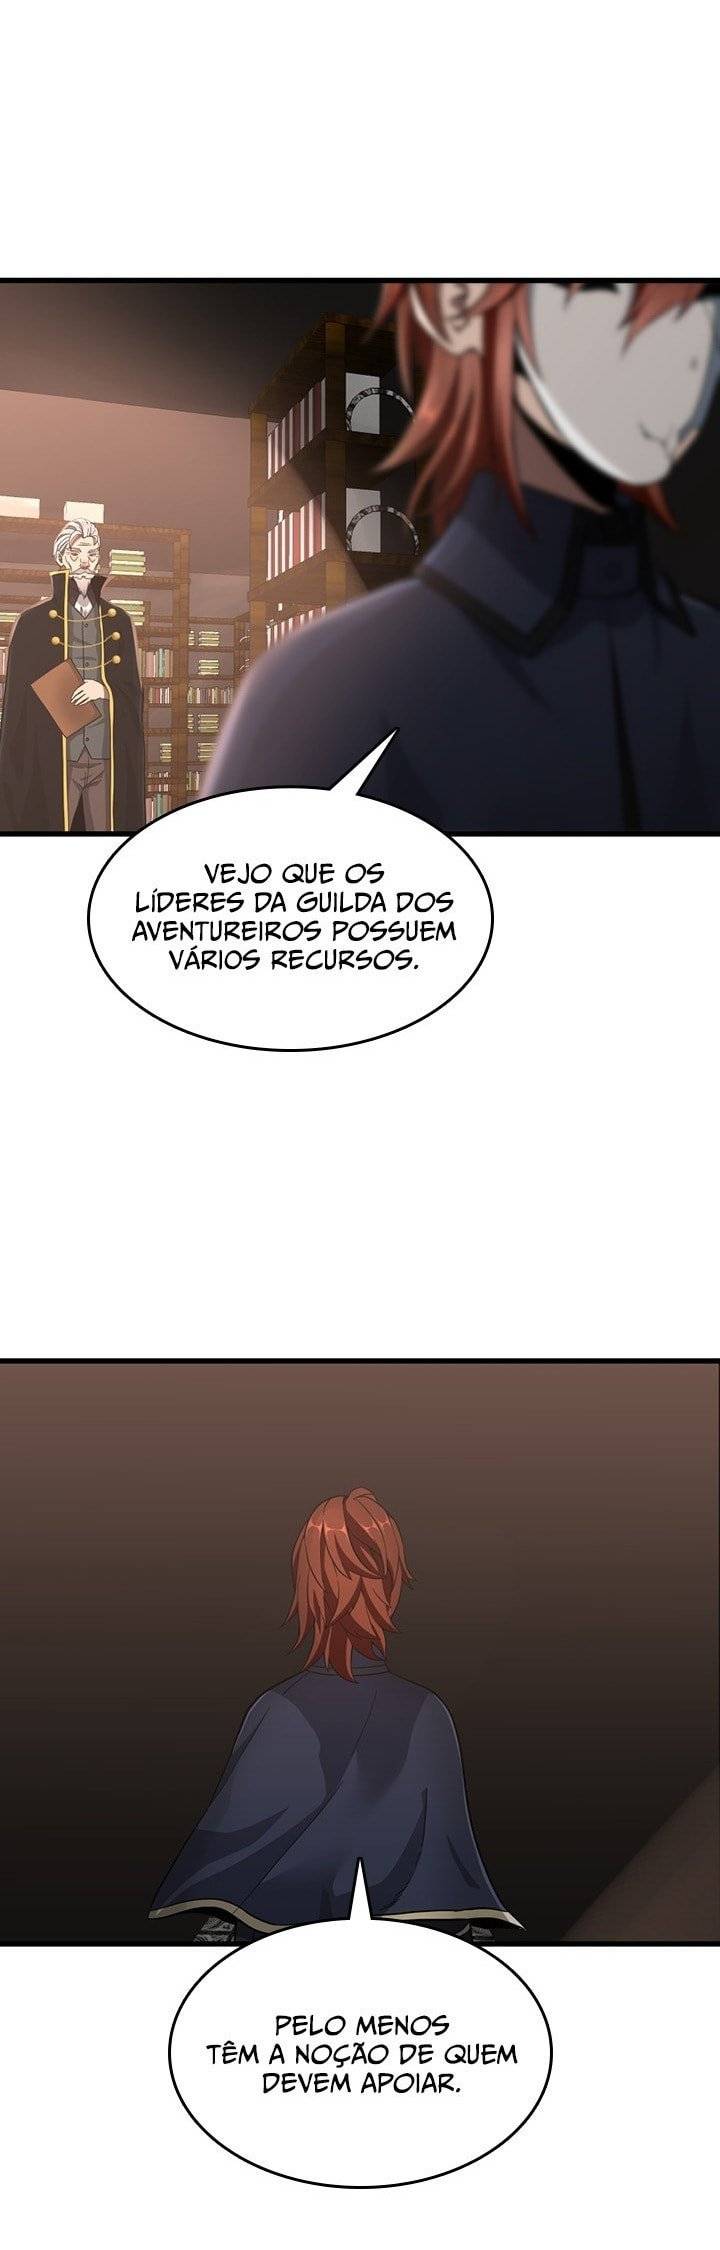 VEJO QUE OS
LÍDERES DA GUILDA DOS
AVENTUREIROS POSSUEM
VÁRIOS RECURSOS.
PELO MENOS
TÊM A NOÇÃO DE QUEM
DEVEM APOIAR.